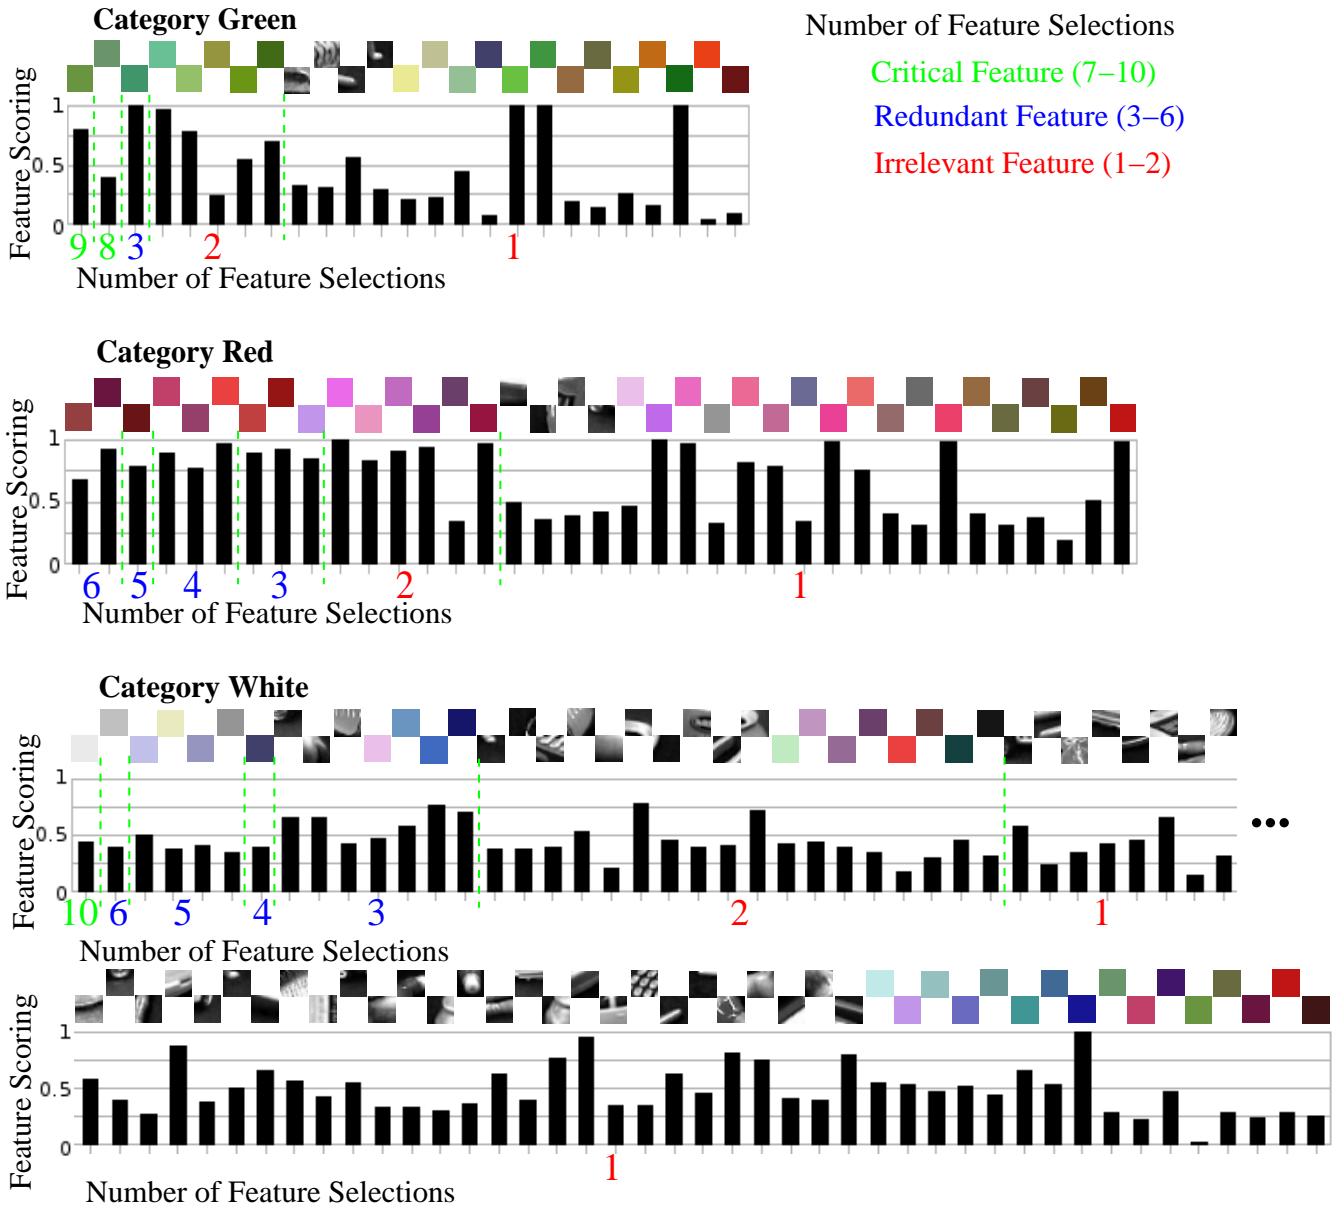 Category Green
Number of Feature Selections
Critical Feature (7–10)
Redundant Feature (3–6)
Irrelevant Feature (1–2)
Feature Scoring
1
0.5
0
9 8 3 2 1
Number of Feature Selections
Category Red
Feature Scoring
1
0.5
0
6 5 4 3 2 1
Number of Feature Selections
Category White
Feature Scoring
1
0.5
0
10 6 5 4 3 2 1
•••
Number of Feature Selections
Feature Scoring
1
0.5
0
1
Number of Feature Selections